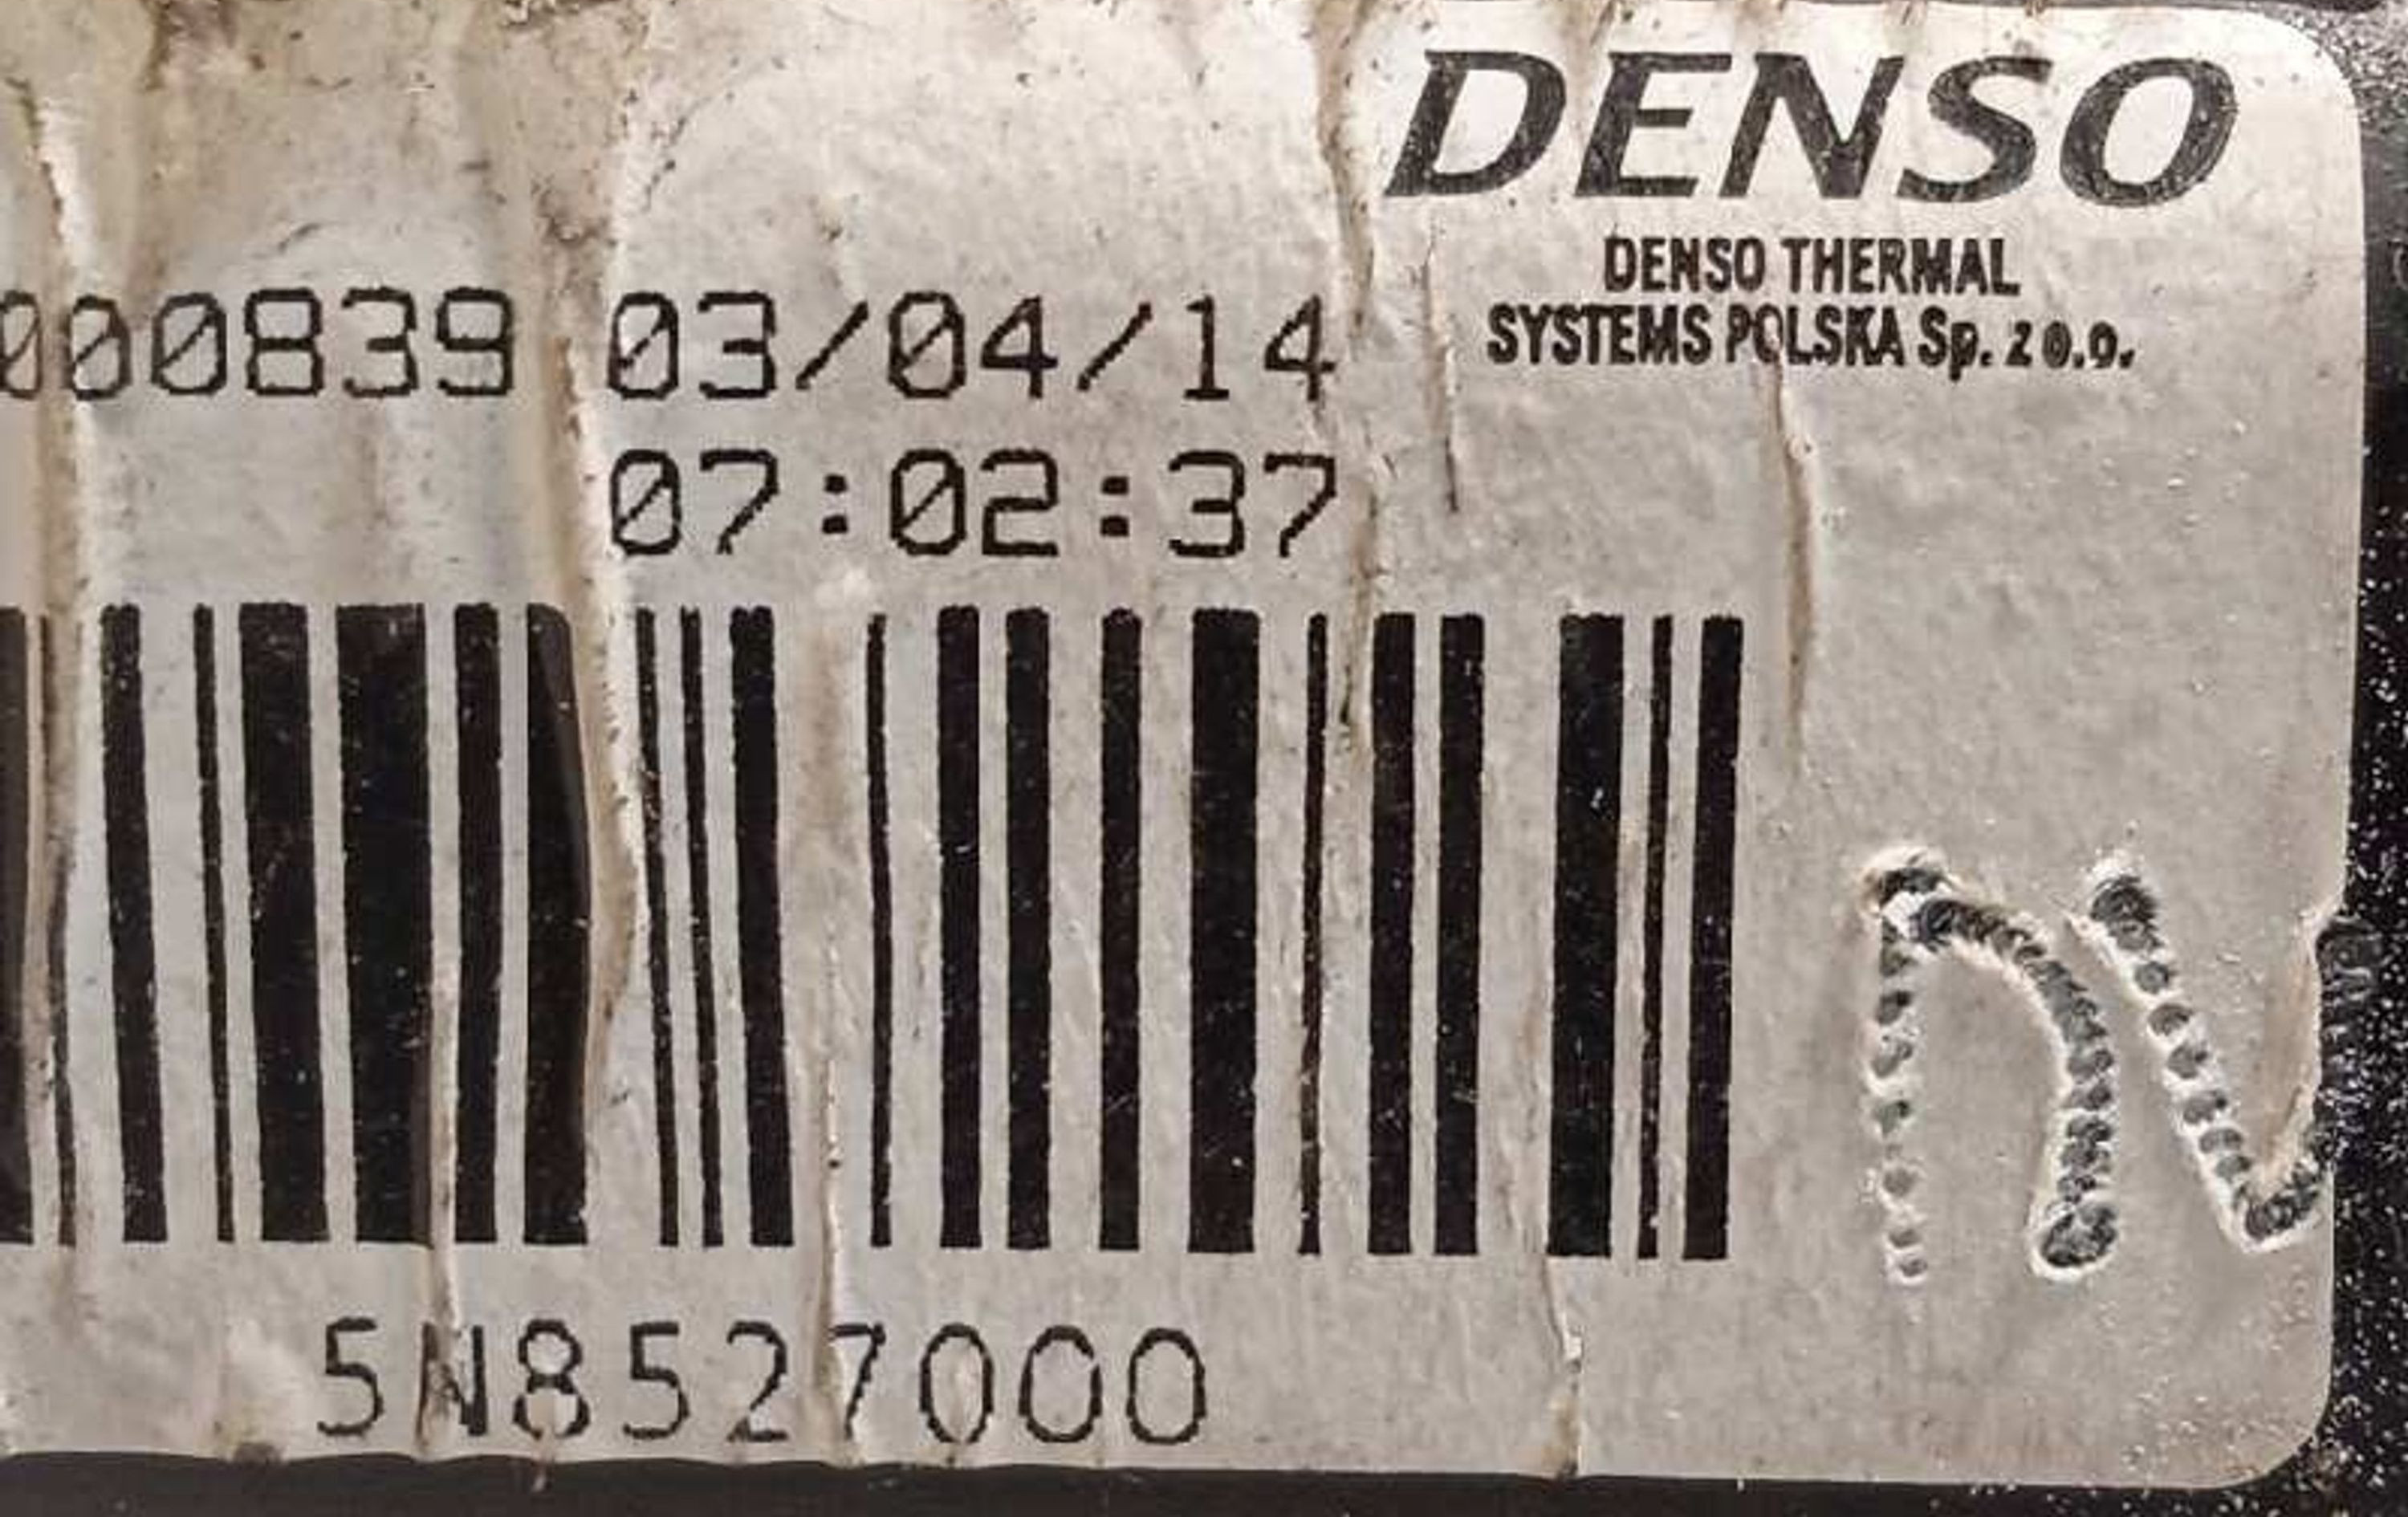 DENSO
DENSO THERMAL
SYSTEMS POLSKA Sp. z o.o.
000839 03/04/14
07:02:37
5N8527000